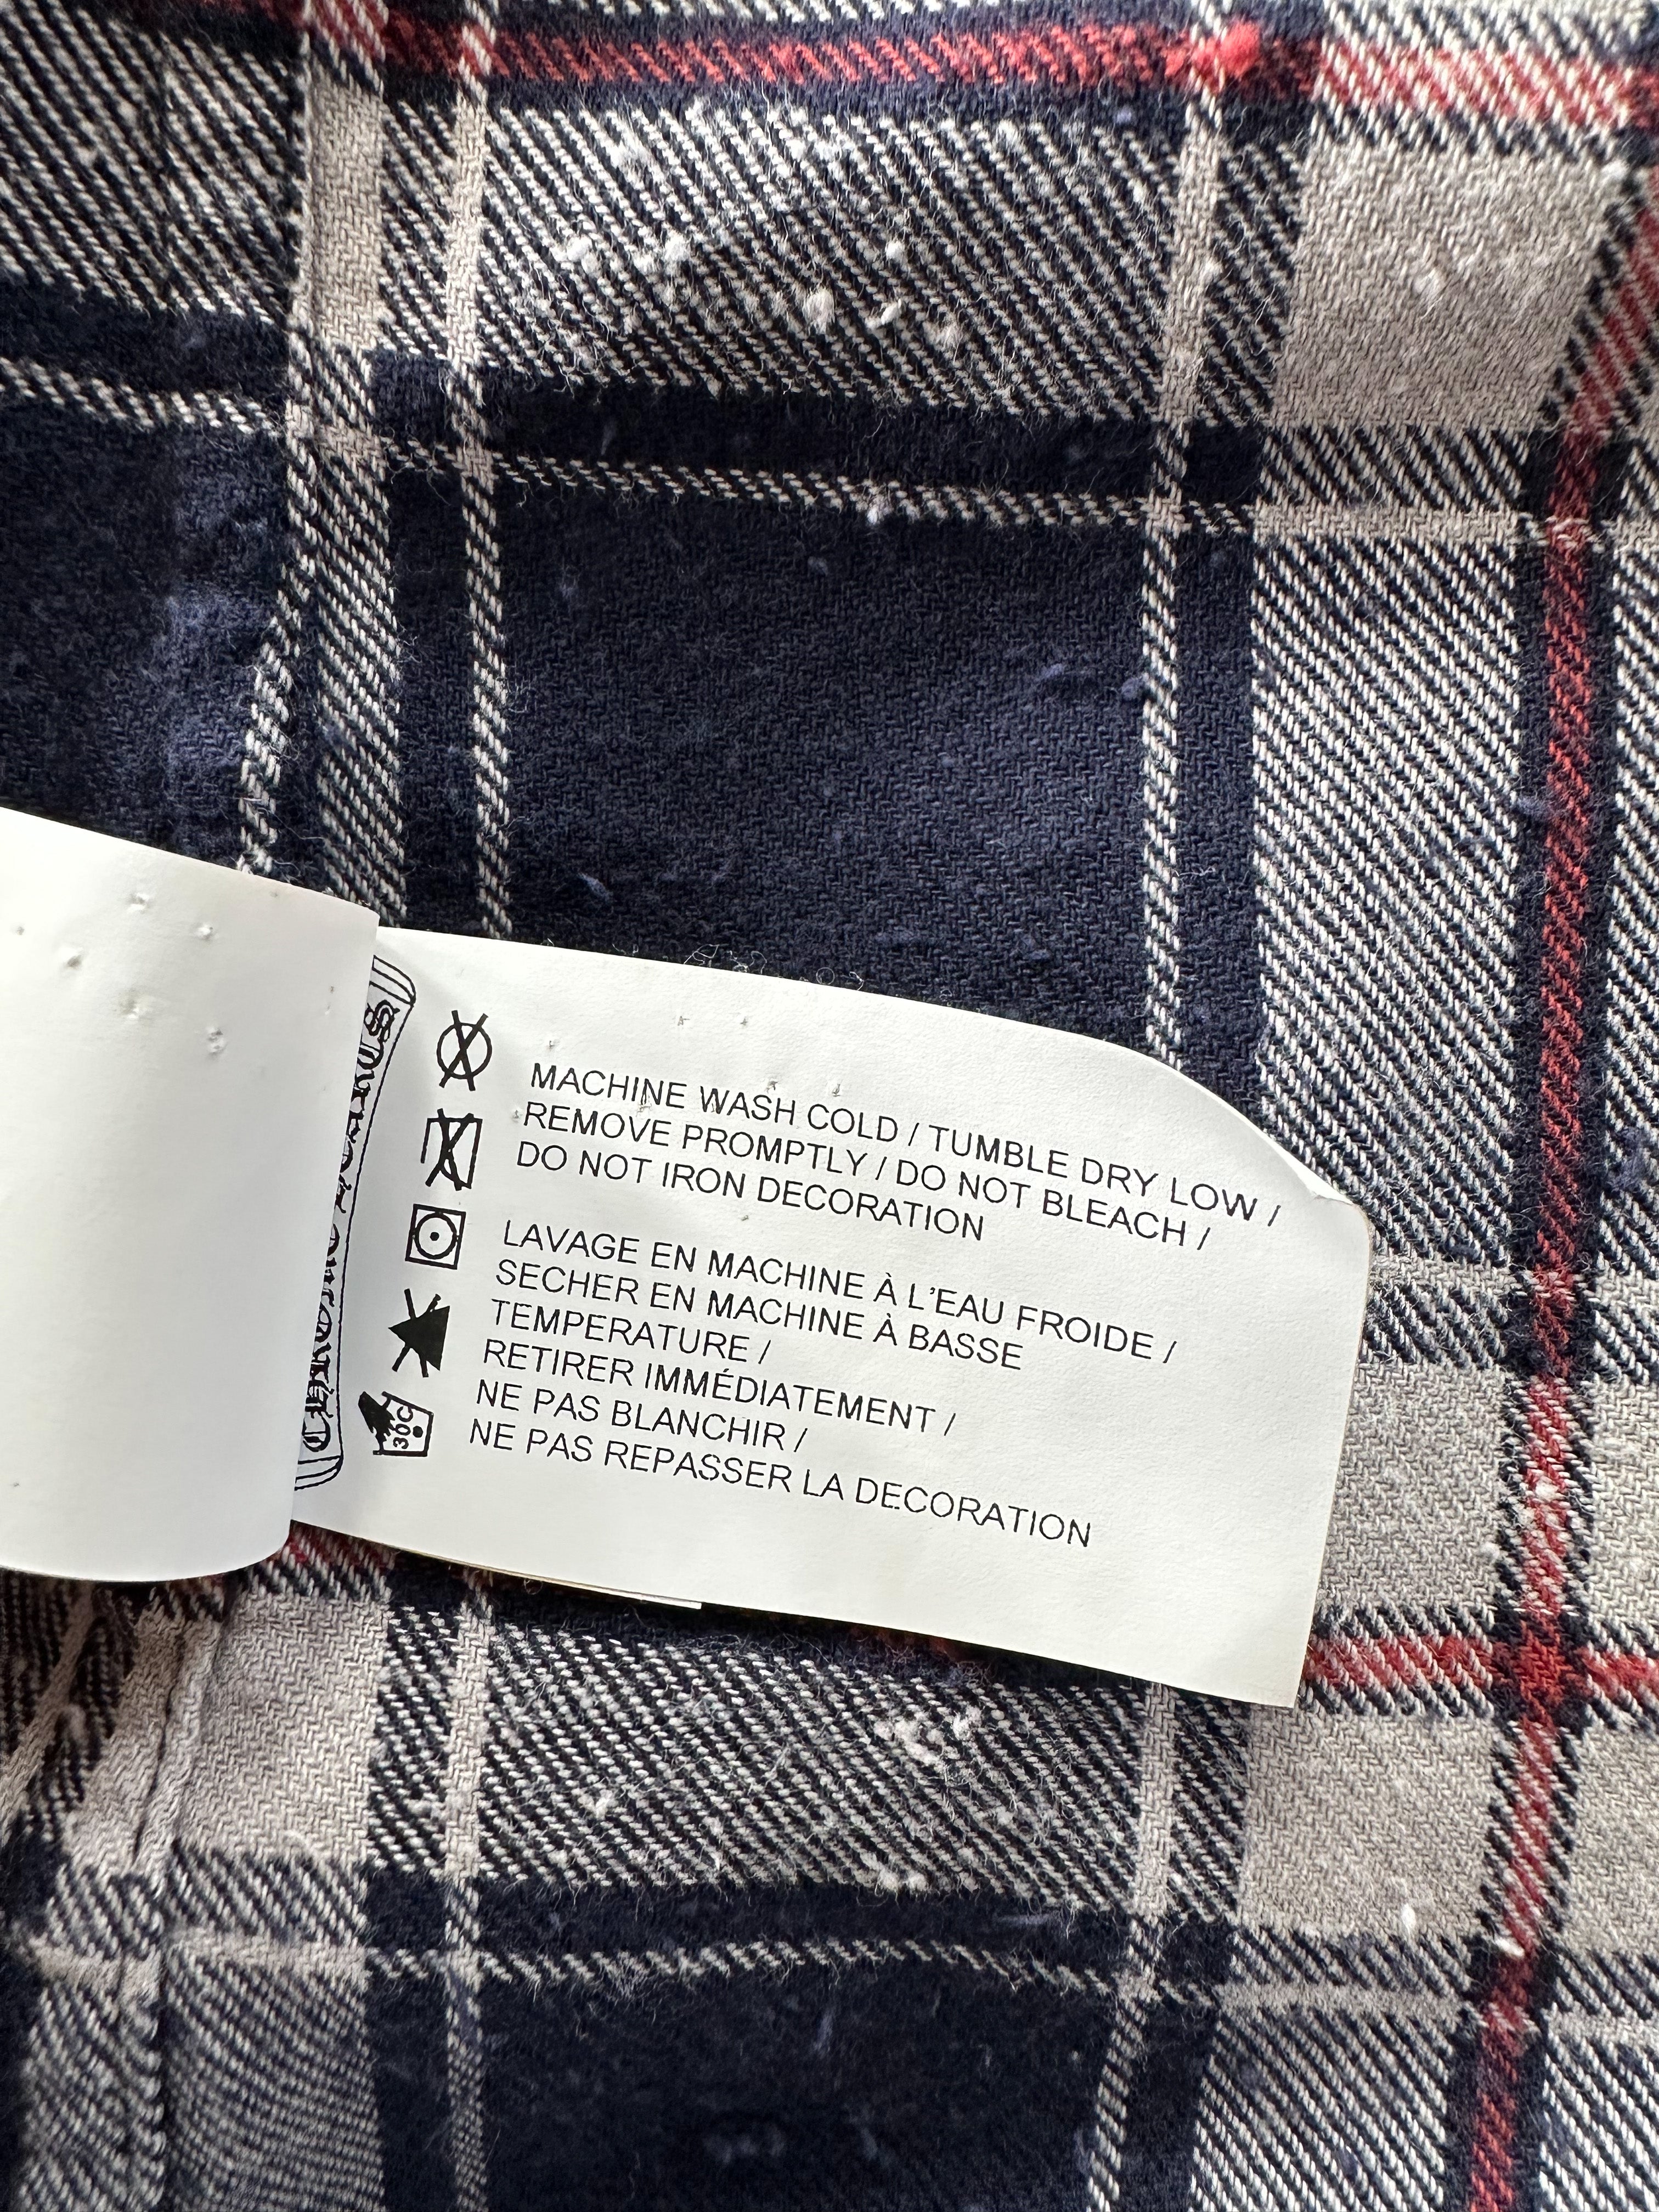 MACHINE WASH COLD / TUMBLE DRY LOW /
REMOVE PROMPTLY / DO NOT BLEACH /
DO NOT IRON DECORATION
LAVAGE EN MACHINE À L'EAU FROIDE /
SECHER EN MACHINE À BASSE
TEMPERATURE /
RETIRER IMMÉDIATEMENT /
NE PAS BLANCHIR /
NE PAS REPASSER LA DECORATION
30C